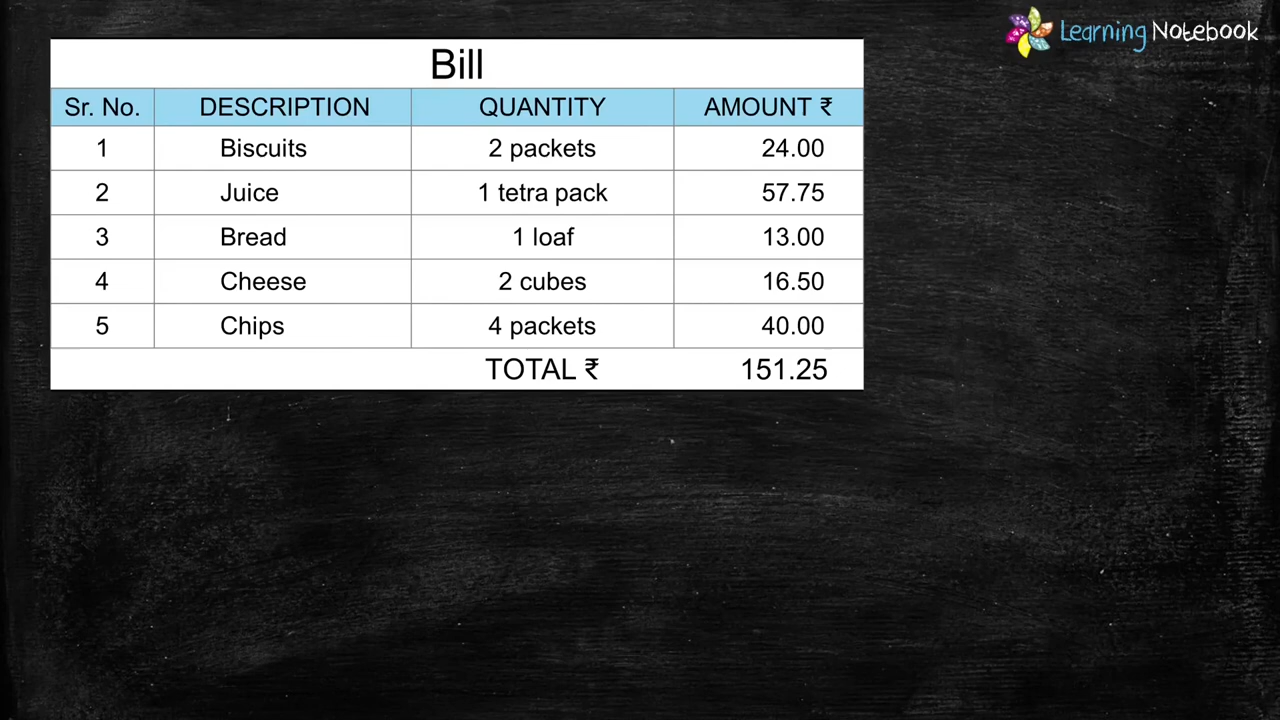 Learning Notebook
Bill
Sr. No. DESCRIPTION QUANTITY AMOUNT ₹
1 Biscuits 2 packets 24.00
2 Juice 1 tetra pack 57.75
3 Bread 1 loaf 13.00
4 Cheese 2 cubes 16.50
5 Chips 4 packets 40.00
TOTAL ₹ 151.25